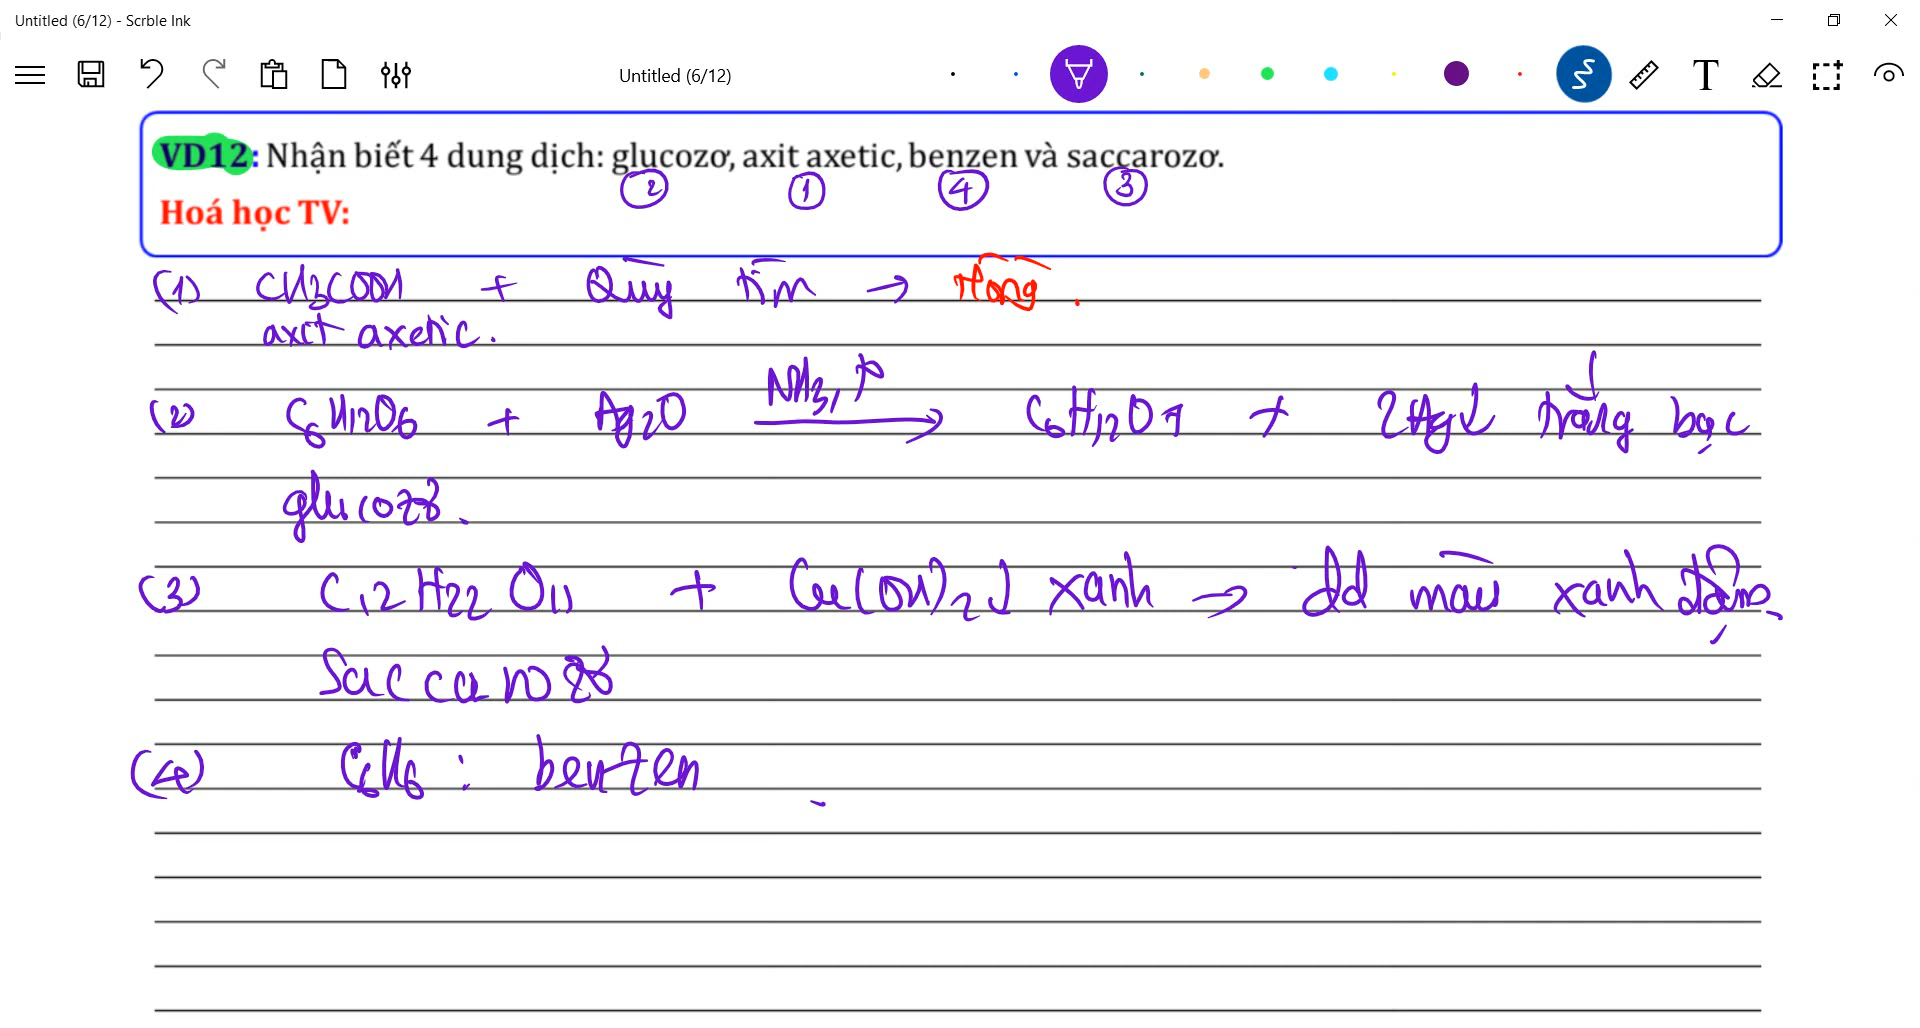 Untitled (6/12) - Scrble Ink
Untitled (6/12)
T
VD12: Nhận biết 4 dung dịch: glucozơ, axit axetic, benzen và saccarozơ.
② ① ④ ③
Hoá học TV:
(1) CH3COOH + Quỳ tím → Hồng.
axit axetic.
NH3, t°
(2) C6H12O6 + Ag2O → C6H12O7 + 2Ag↓ trắng bạc
glucozơ.
(3) C12H22O11 + Cu(OH)2↓ xanh → dd màu xanh đậm.
Saccarozơ
(4) C6H6 : benzen